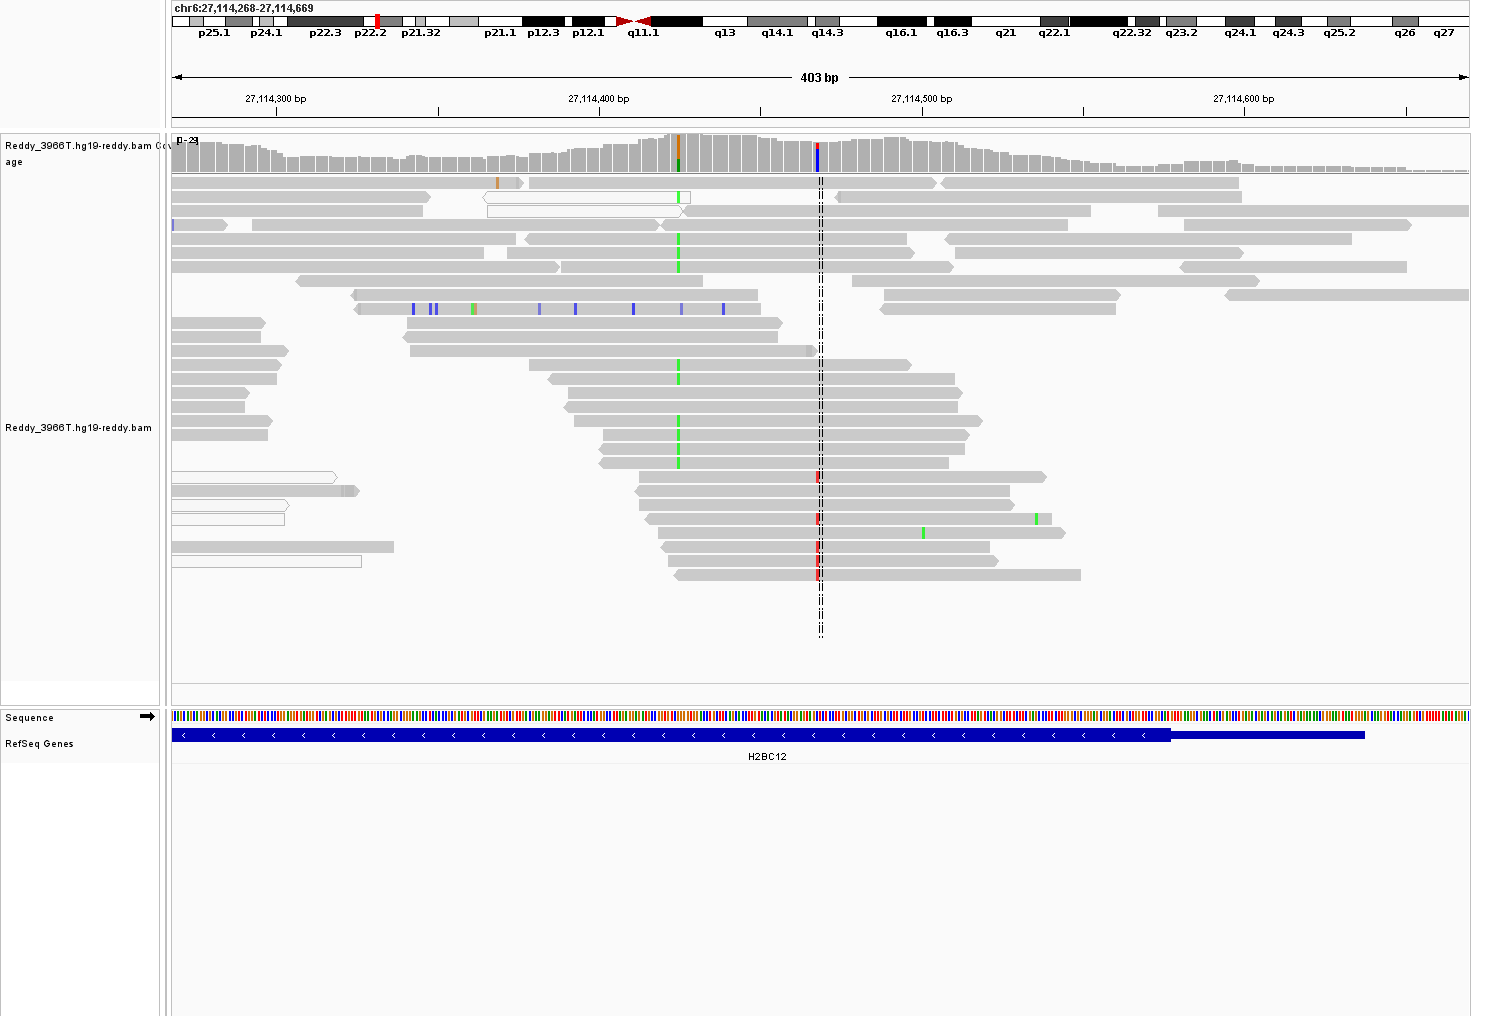 chr6:27,114,268-27,114,669
p25.1 p24.1 p22.3 p22.2 p21.32 p21.1 p12.3 p12.1 q11.1 q13 q14.1 q14.3 q16.1 q16.3 q21 q22.1 q22.32 q23.2 q24.1 q24.3 q25.2 q26 q27
403 bp
27,114,300 bp 27,114,400 bp 27,114,500 bp 27,114,600 bp
Reddy_3966T.hg19-reddy.bam Cov
age
Reddy_3966T.hg19-reddy.bam
Sequence
RefSeq Genes
H2BC12